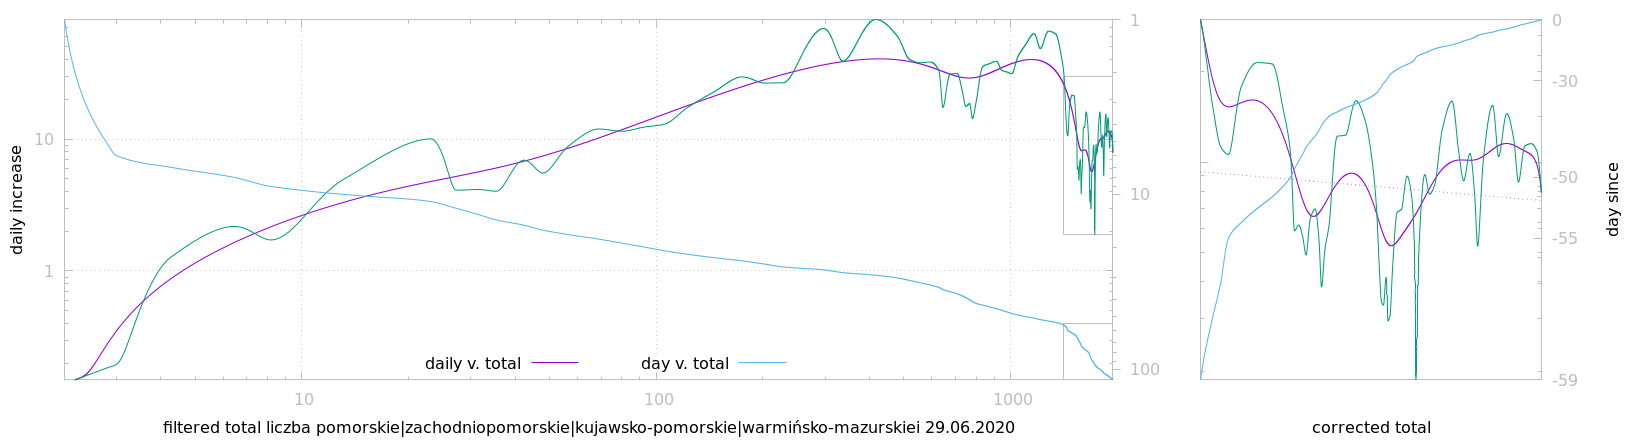 1
0
daily increase
10
1
10
100
-30
-50
-55
-59
day since
daily v. total
day v. total
10
100
1000
filtered total liczba pomorskie|zachodniopomorskie|kujawsko-pomorskie|warmińsko-mazurskiei 29.06.2020
corrected total